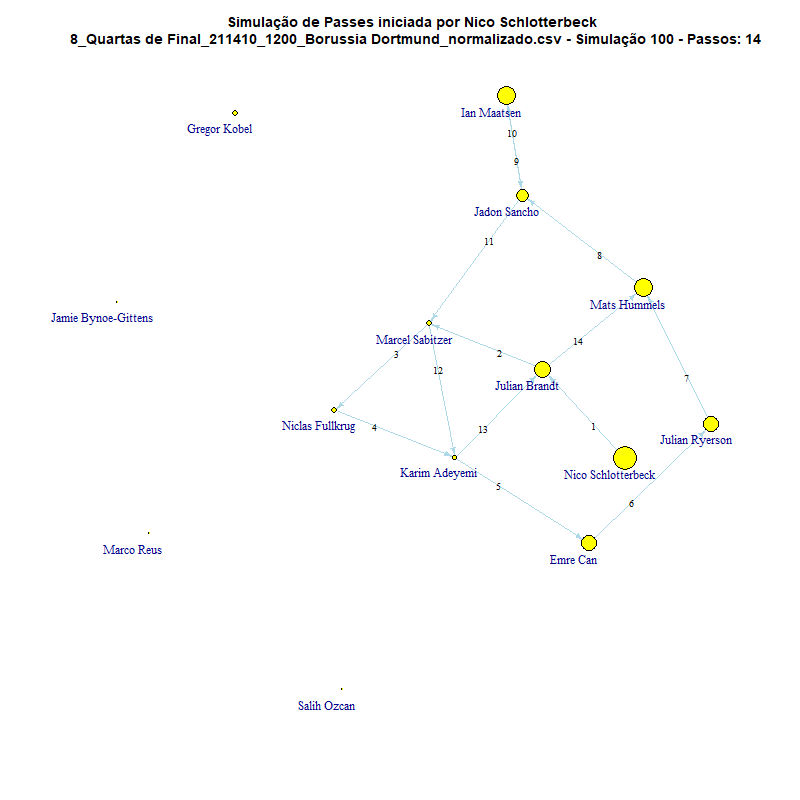 Simulação de Passes iniciada por Nico Schlotterbeck
8_Quartas de Final_211410_1200_Borussia Dortmund_normalizado.csv - Simulação 100 - Passos: 14
Ian Maatsen
Gregor Kobel
10
9
Jadon Sancho
11
8
Mats Hummels
Jamie Bynoe-Gittens
Marcel Sabitzer
14
3
2
12
7
Julian Brandt
Niclas Fullkrug
4
13
1
Julian Ryerson
Karim Adeyemi
Nico Schlotterbeck
5
6
Marco Reus
Emre Can
Salih Ozcan